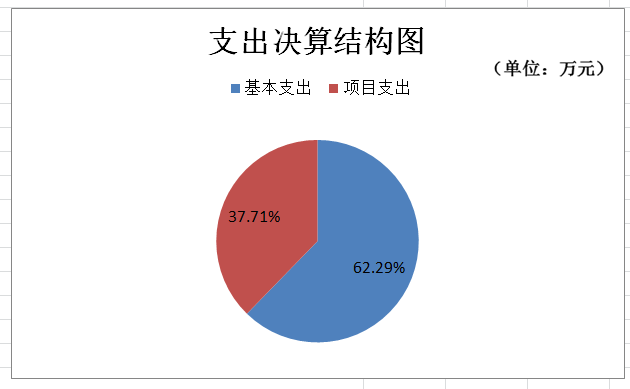 支出决算结构图
（单位：万元）
基本支出 项目支出
37.71%
62.29%